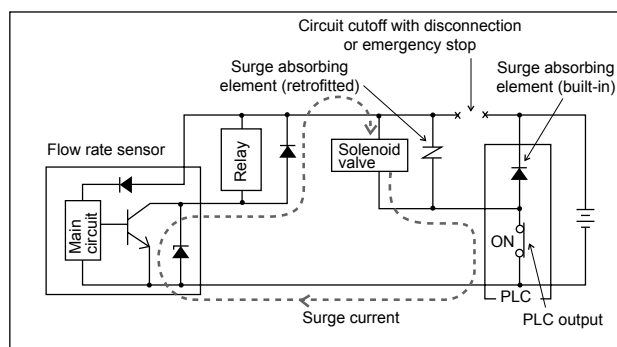 Circuit cutoff with disconnection
or emergency stop
Surge absorbing
element (retrofitted)
Surge absorbing
element (built-in)
Flow rate sensor
Relay
Solenoid
valve
Main
circuit
ON
PLC
Surge current
PLC output